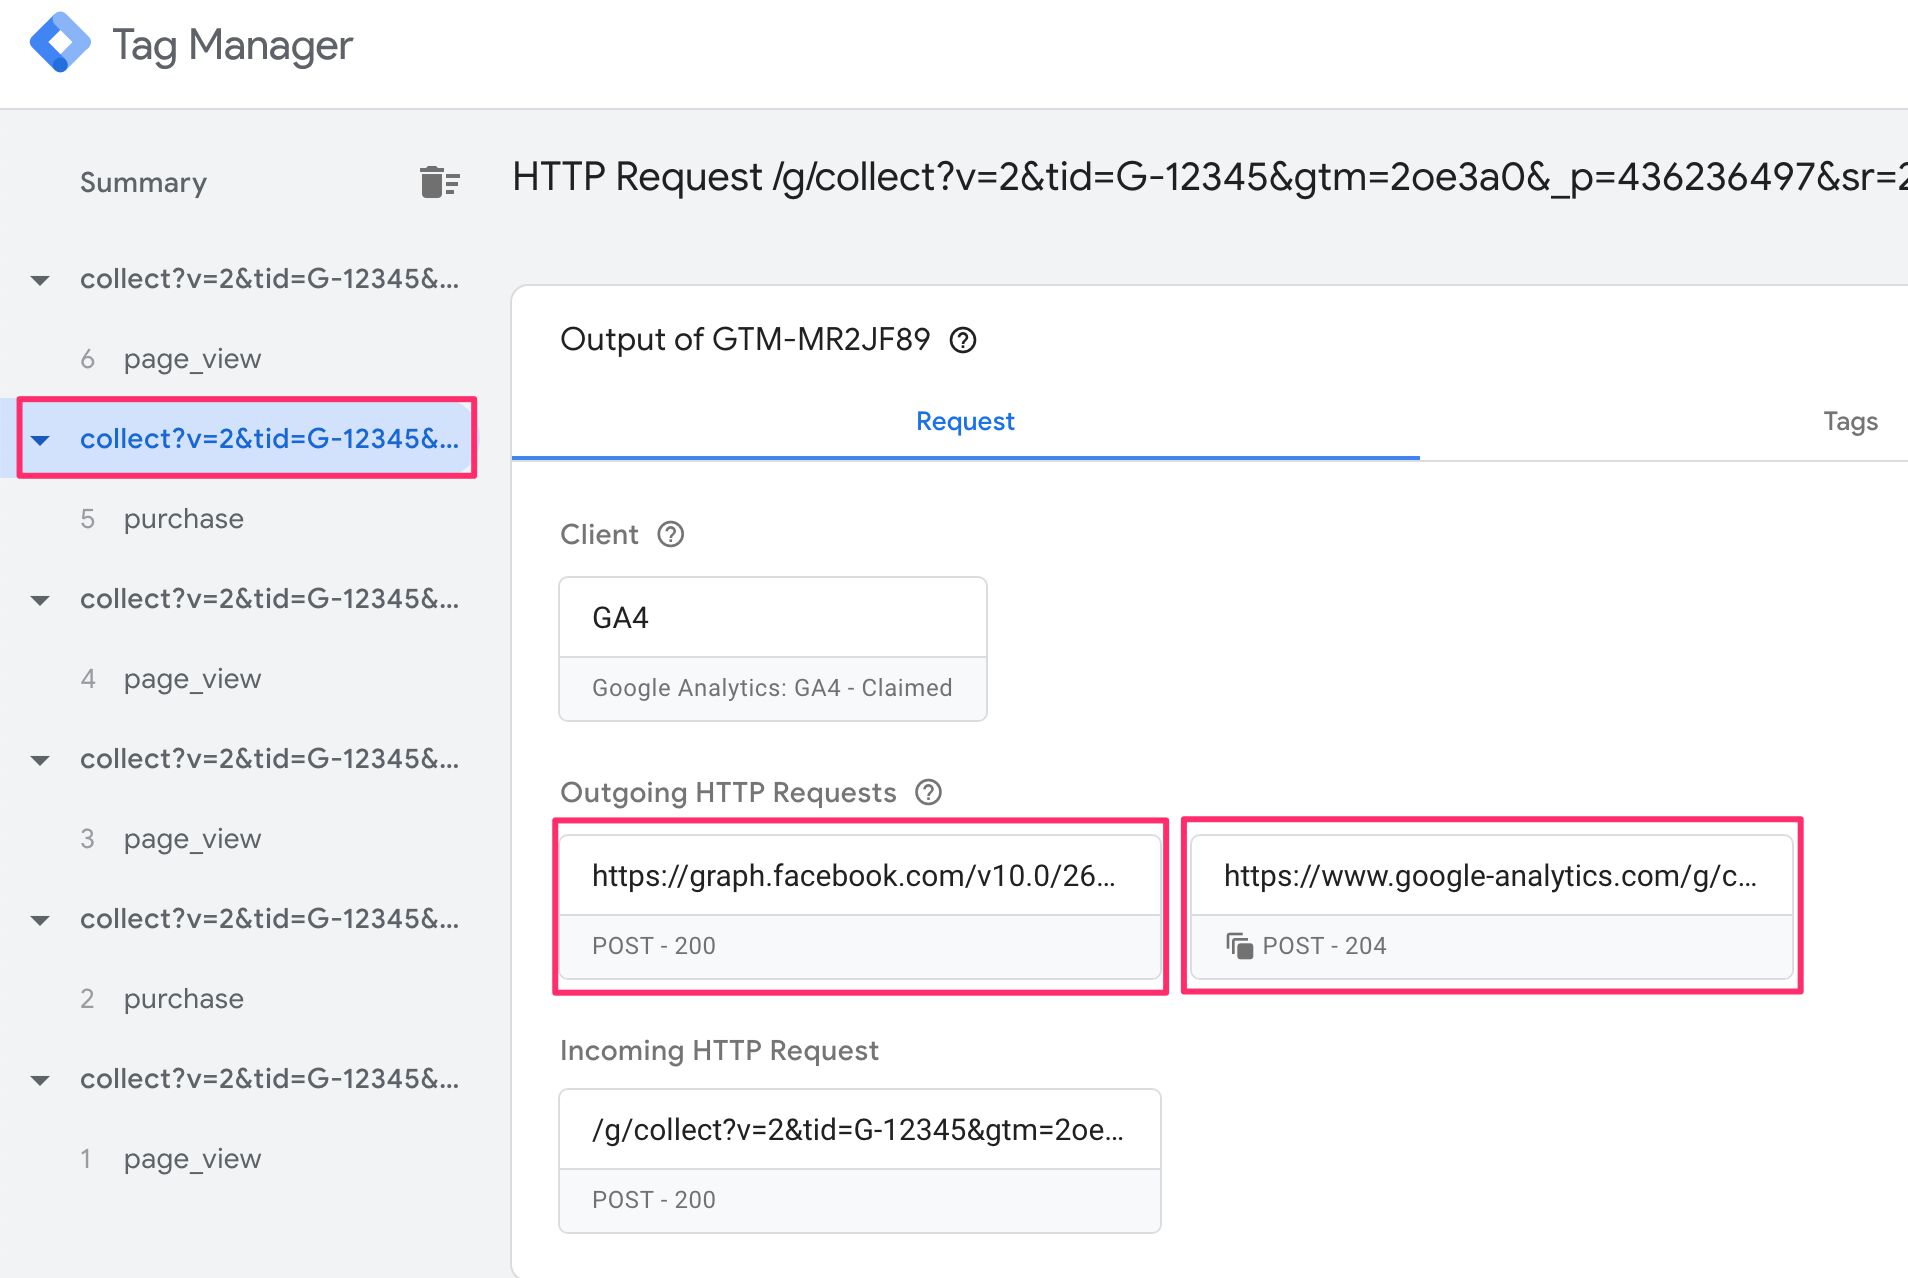 Tag Manager
Summary
HTTP Request /g/collect?v=2&tid=G-12345&gtm=2oe3a0&_p=436236497&sr=2
collect?v=2&tid=G-12345&...
6 page_view
collect?v=2&tid=G-12345&...
5 purchase
collect?v=2&tid=G-12345&...
4 page_view
collect?v=2&tid=G-12345&...
3 page_view
collect?v=2&tid=G-12345&...
2 purchase
collect?v=2&tid=G-12345&...
1 page_view
Output of GTM-MR2JF89
Request
Tags
Client
GA4
Google Analytics: GA4 - Claimed
Outgoing HTTP Requests
https://graph.facebook.com/v10.0/26...
POST - 200
https://www.google-analytics.com/g/c...
POST - 204
Incoming HTTP Request
/g/collect?v=2&tid=G-12345&gtm=2oe...
POST - 200